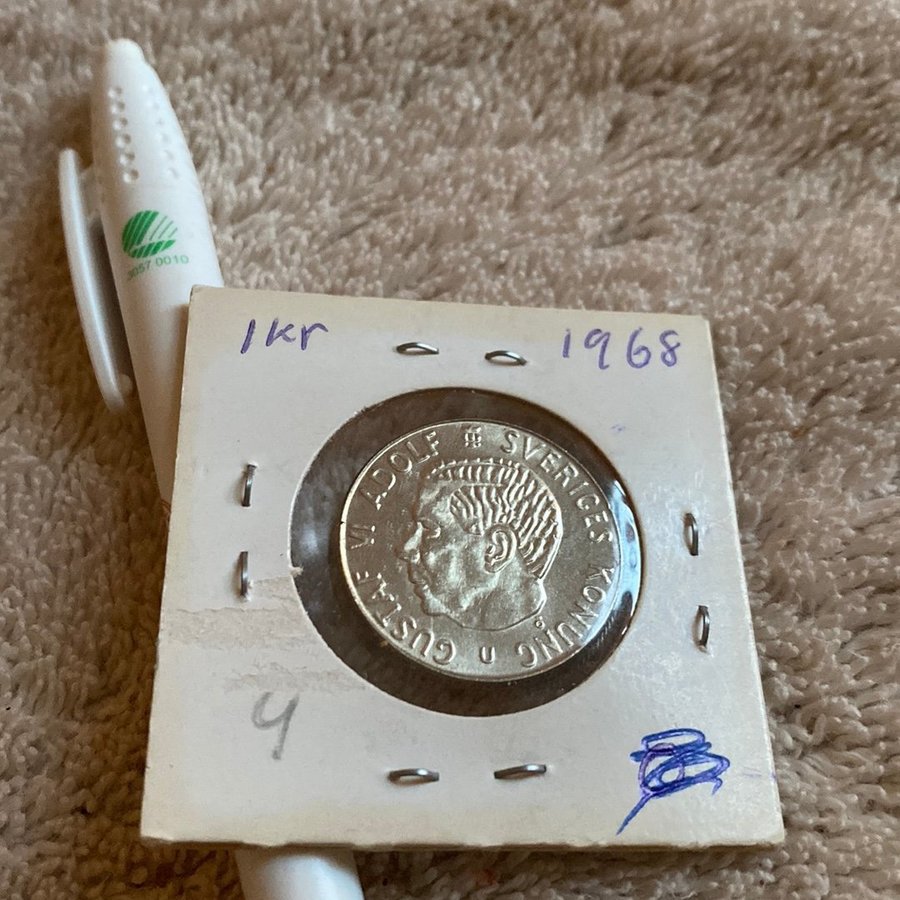 3057 0010
1kr 1968
GUSTAF VI ADOLF SVERIGES KONUNG U
4